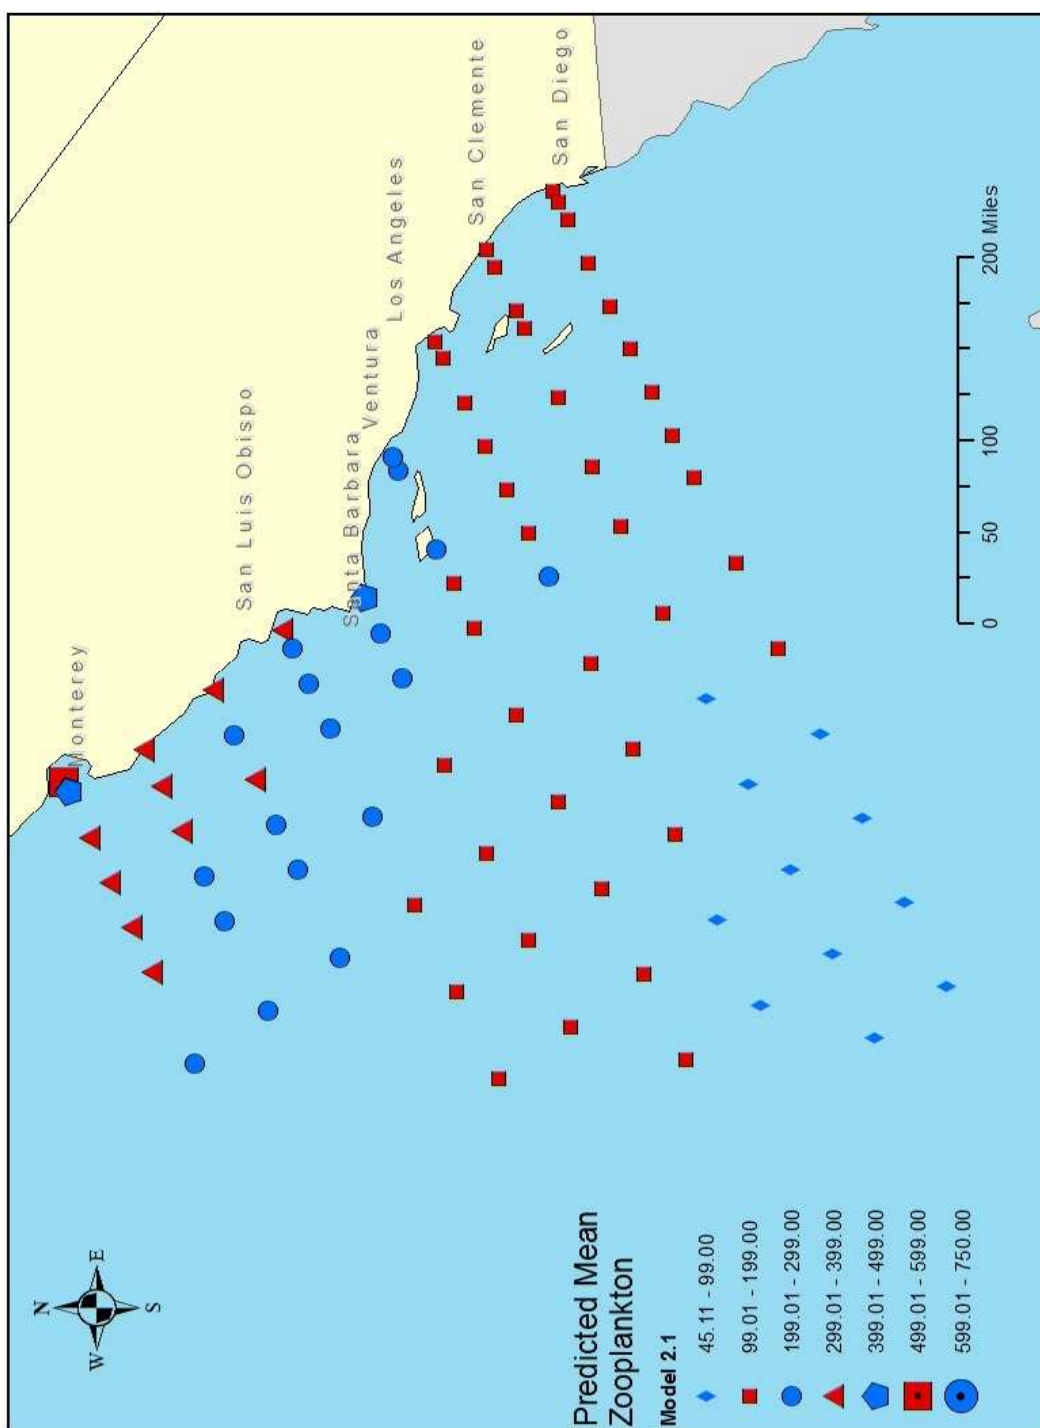 Monterey
San Luis Obispo
Santa Barbara
Ventura
Los Angeles
San Clemente
San Diego
N
W
E
S
Predicted Mean
Zooplankton
Model 2.1
45.11 - 99.00
99.01 - 199.00
199.01 - 299.00
299.01 - 399.00
399.01 - 499.00
499.01 - 599.00
599.01 - 750.00
0 50 100 200 Miles